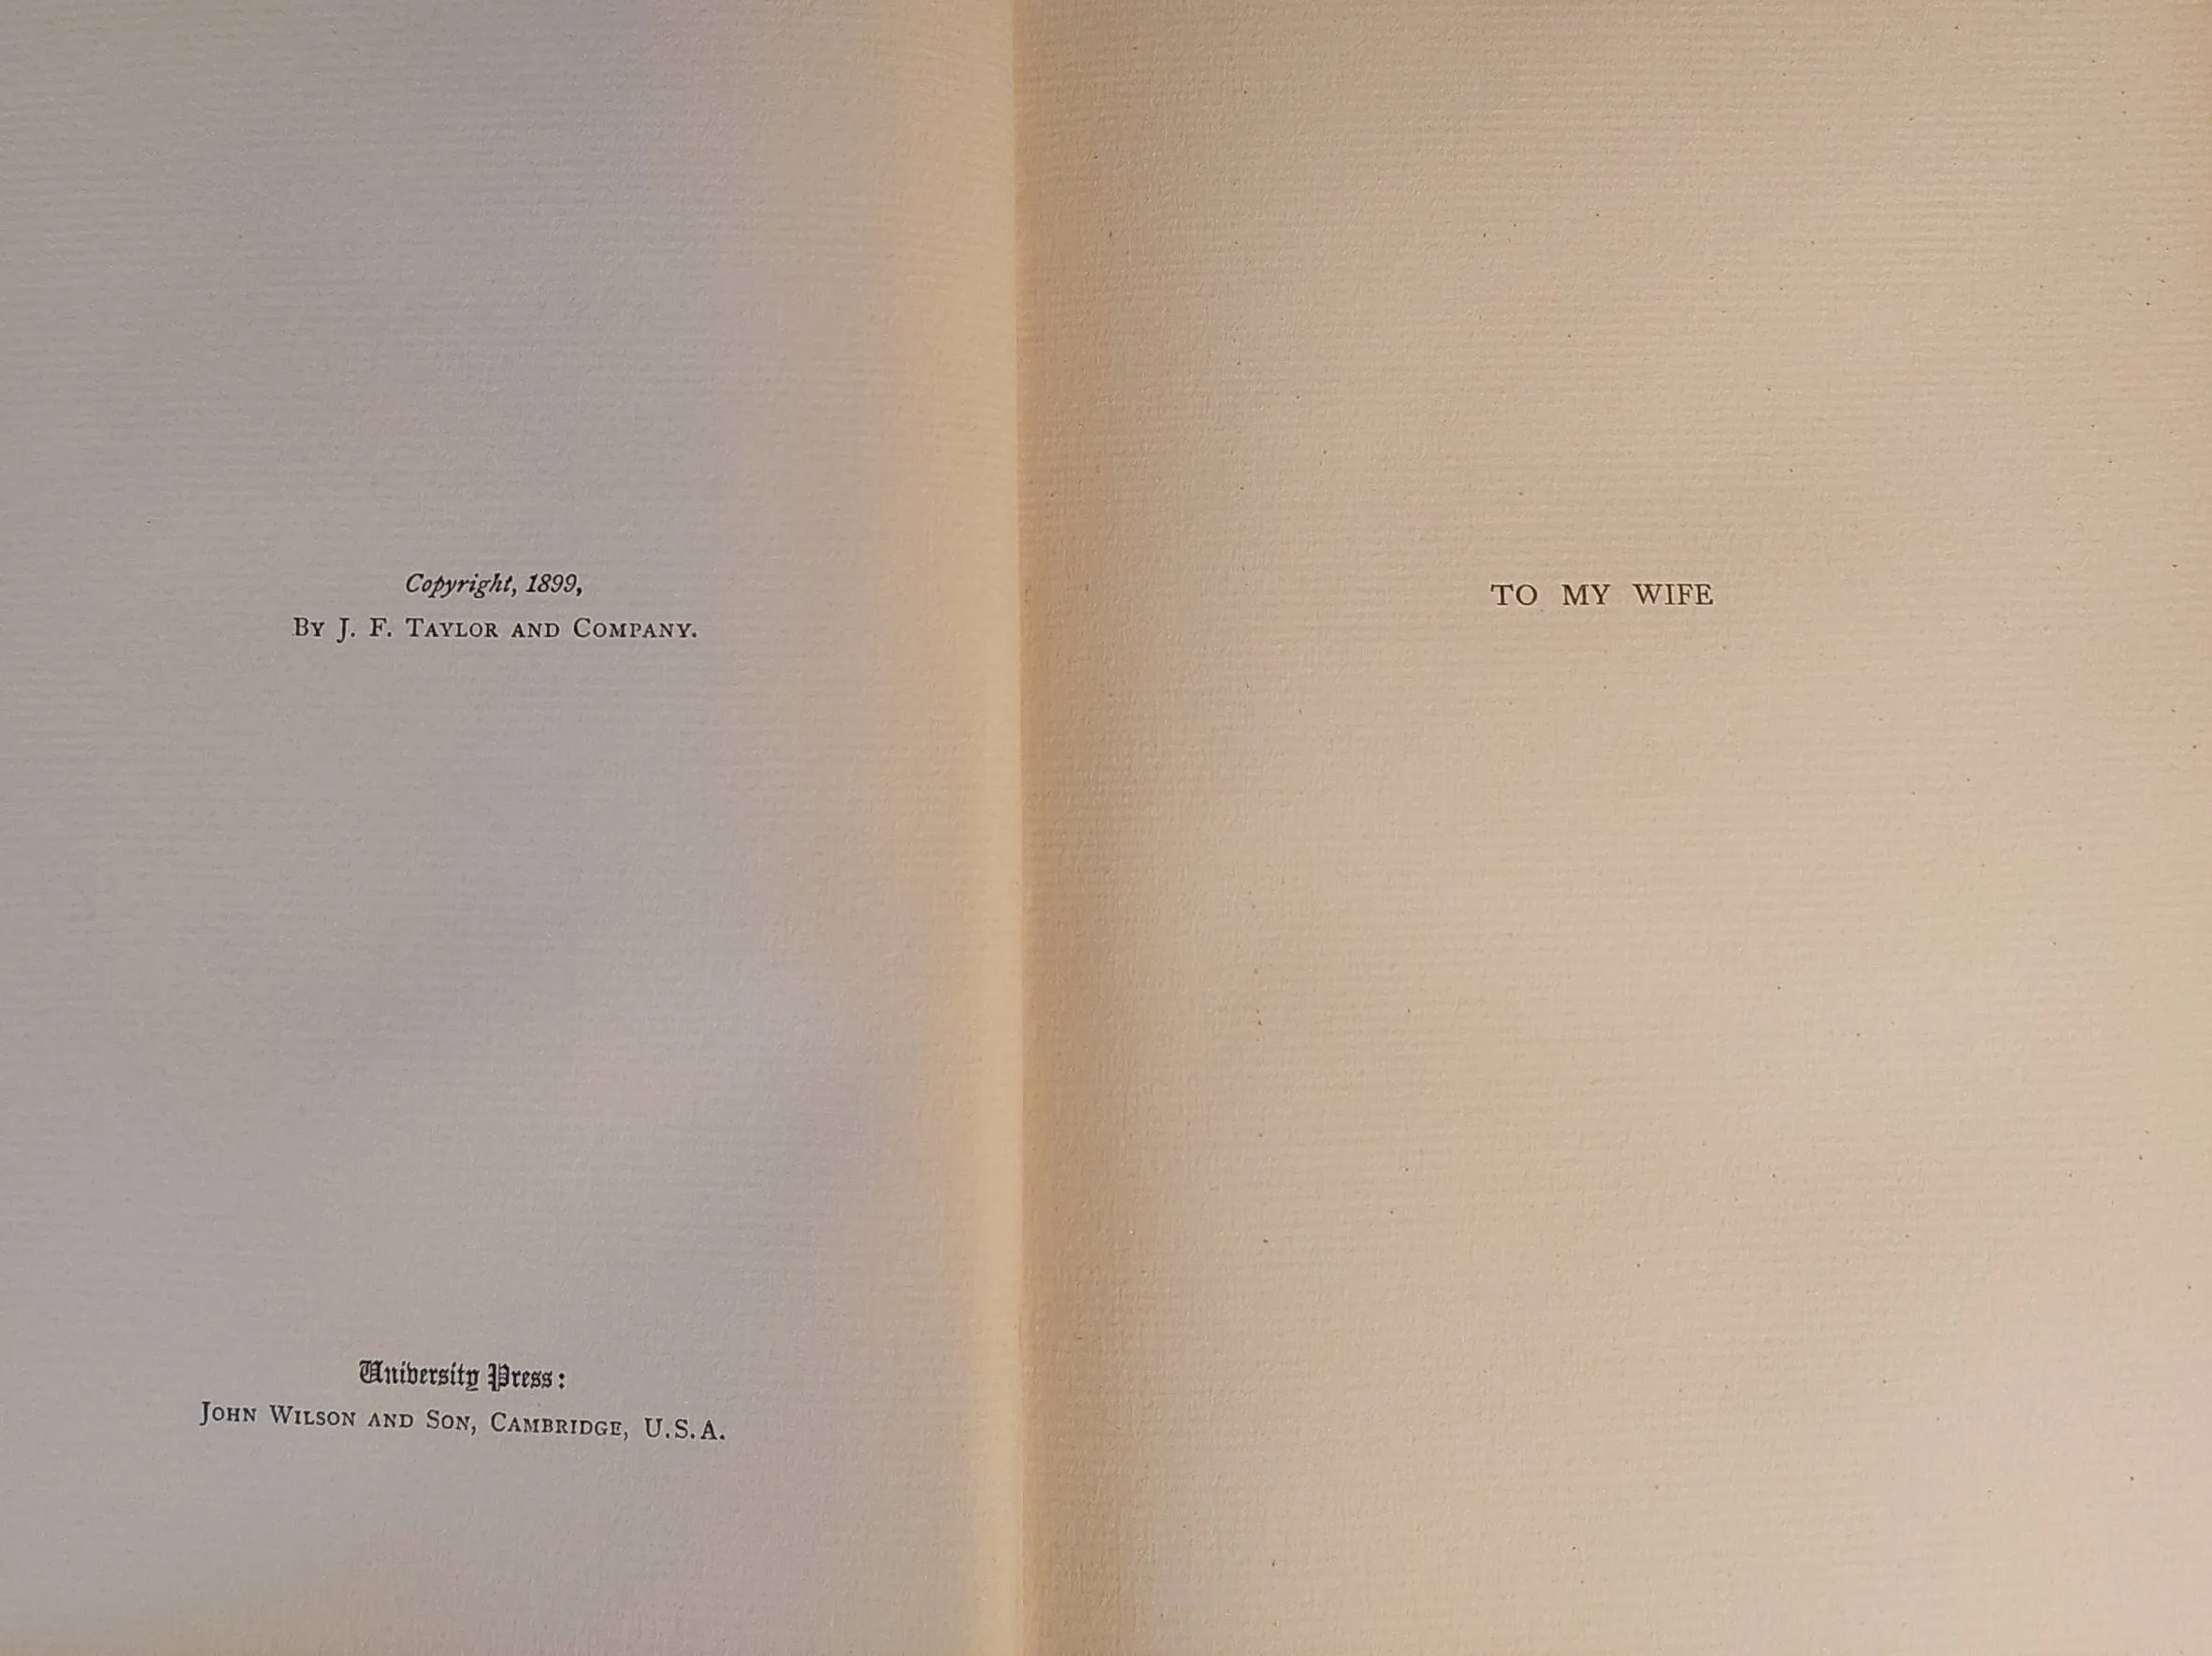 Copyright, 1899,
By J. F. Taylor and Company.
University Press:
John Wilson and Son, Cambridge, U.S.A.
TO MY WIFE